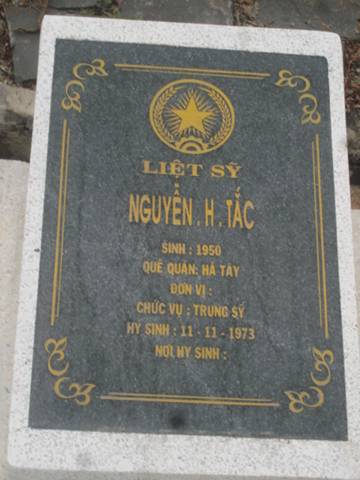 LIỆT SỸ
NGUYỄN . H . TẮC
SINH : 1950
QUÊ QUÁN: HÀ TÂY
ĐƠN VỊ :
CHỨC VỤ : TRUNG SỸ
HY SINH : 11 - 11 - 1973
NƠI HY SINH :